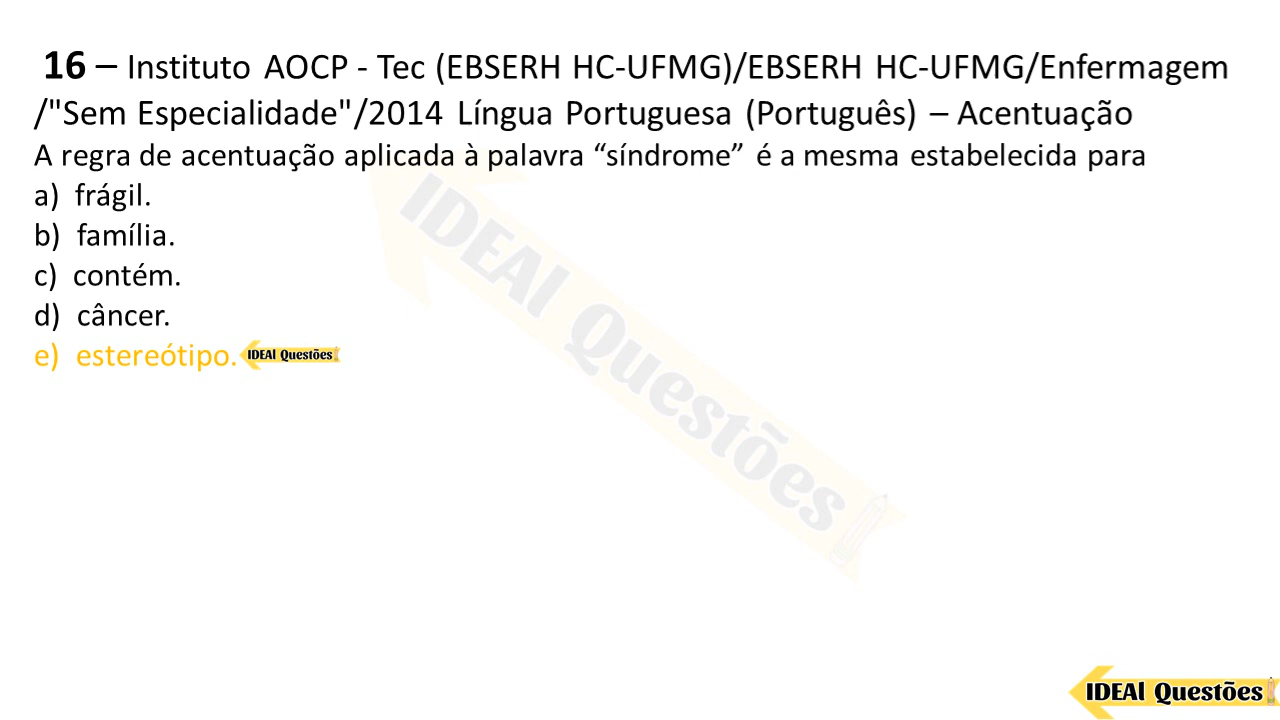 16 – Instituto AOCP - Tec (EBSERH HC-UFMG)/EBSERH HC-UFMG/Enfermagem
/"Sem Especialidade"/2014 Língua Portuguesa (Português) – Acentuação
A regra de acentuação aplicada à palavra “síndrome” é a mesma estabelecida para
a) frágil.
b) família.
c) contém.
d) câncer.
e) estereótipo. IDEAl Questões
IDEAl Questões
IDEAl Questões